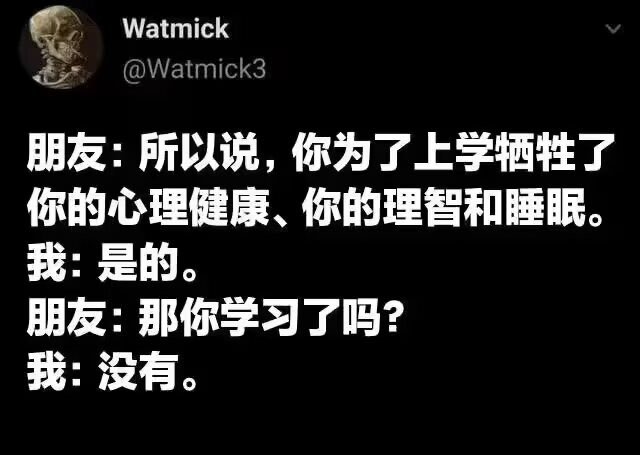 Watmick
@Watmick3
朋友：所以说，你为了上学牺牲了
你的心理健康、你的理智和睡眠。
我：是的。
朋友：那你学习了吗？
我：没有。